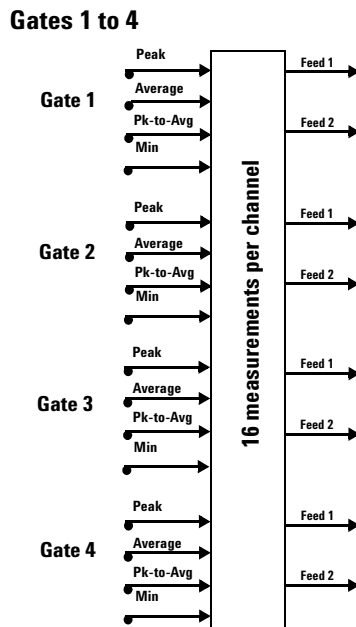 Gates 1 to 4
Peak
Feed 1
Gate 1
Average
Pk-to-Avg
Feed 2
Min
Peak
Feed 1
Gate 2
Average
Pk-to-Avg
Feed 2
Min
16 measurements per channel
Peak
Feed 1
Gate 3
Average
Pk-to-Avg
Feed 2
Min
Peak
Feed 1
Gate 4
Average
Pk-to-Avg
Feed 2
Min